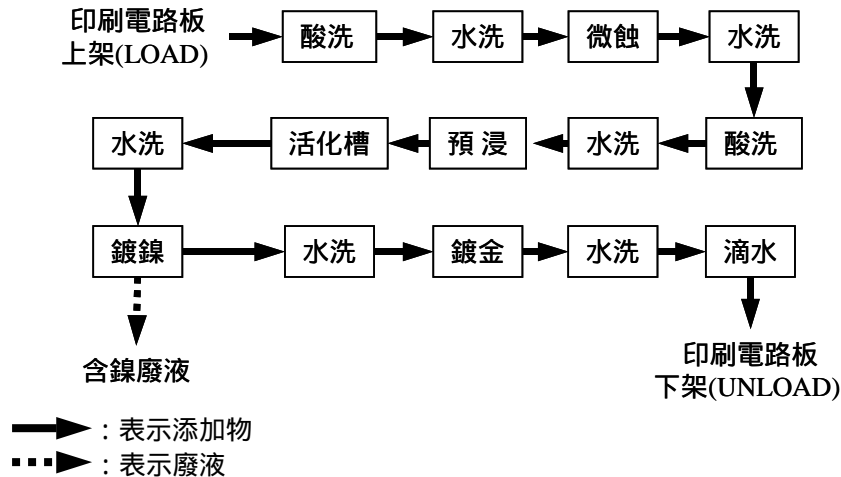 印刷電路板
上架(LOAD)
酸洗
水洗
微蝕
水洗
酸洗
水洗
預 浸
活化槽
水洗
鍍鎳
水洗
鍍金
水洗
滴水
含鎳廢液
印刷電路板
下架(UNLOAD)
：表示添加物
：表示廢液